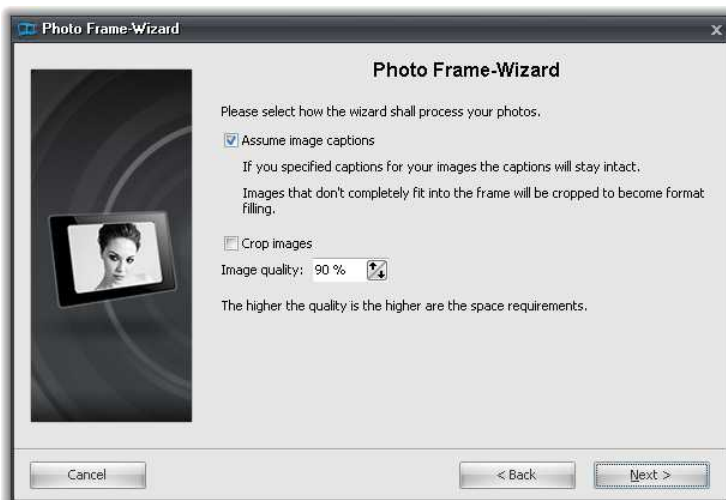 Photo Frame-Wizard
Photo Frame-Wizard
Please select how the wizard shall process your photos.
Assume image captions
If you specified captions for your images the captions will stay intact.
Images that don't completely fit into the frame will be cropped to become format
filling.
Crop images
Image quality: 90 %
The higher the quality is the higher are the space requirements.
Cancel
< Back
Next >